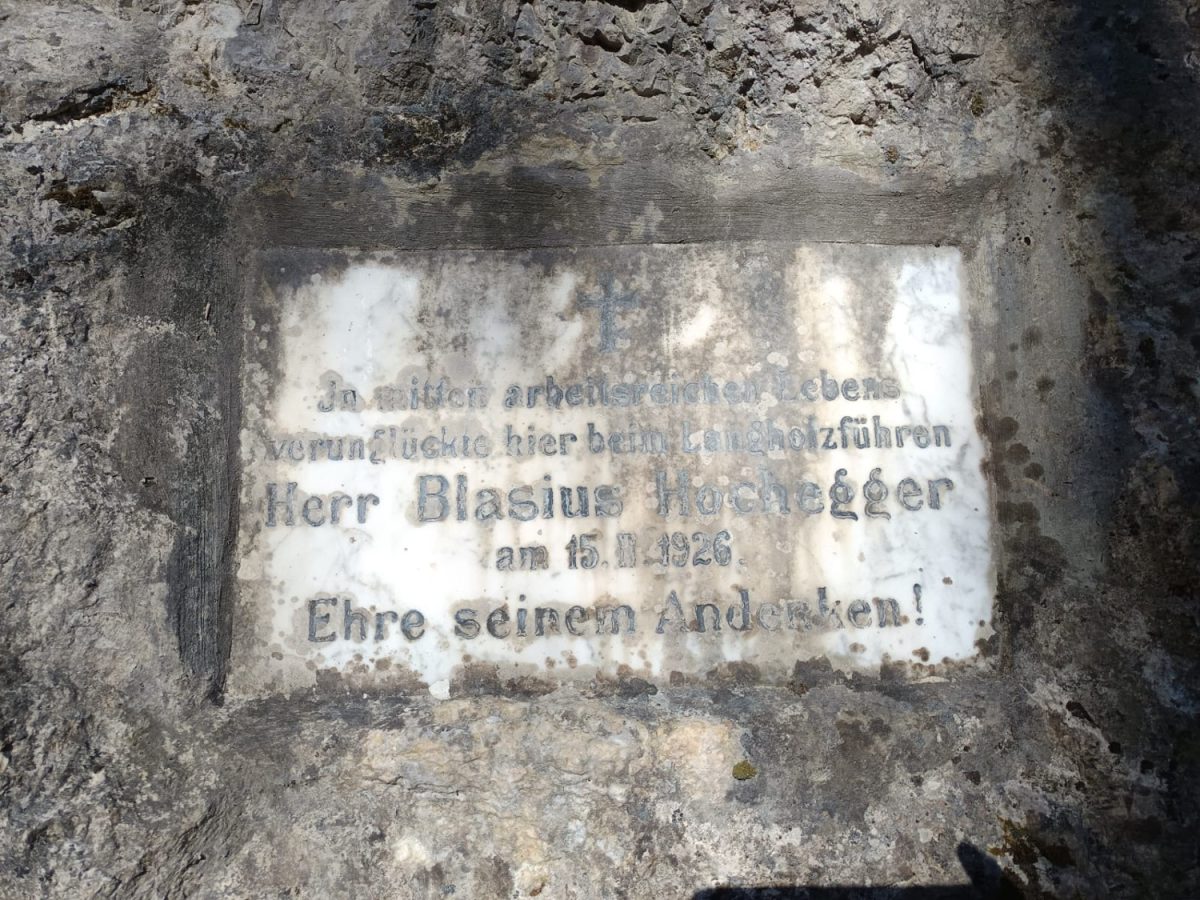 Jn mitten arbeitsreichen Lebens
verunglückte hier beim Langholzführen
Herr Blasius Hochegger
am 15. II. 1926.
Ehre seinem Andenken!